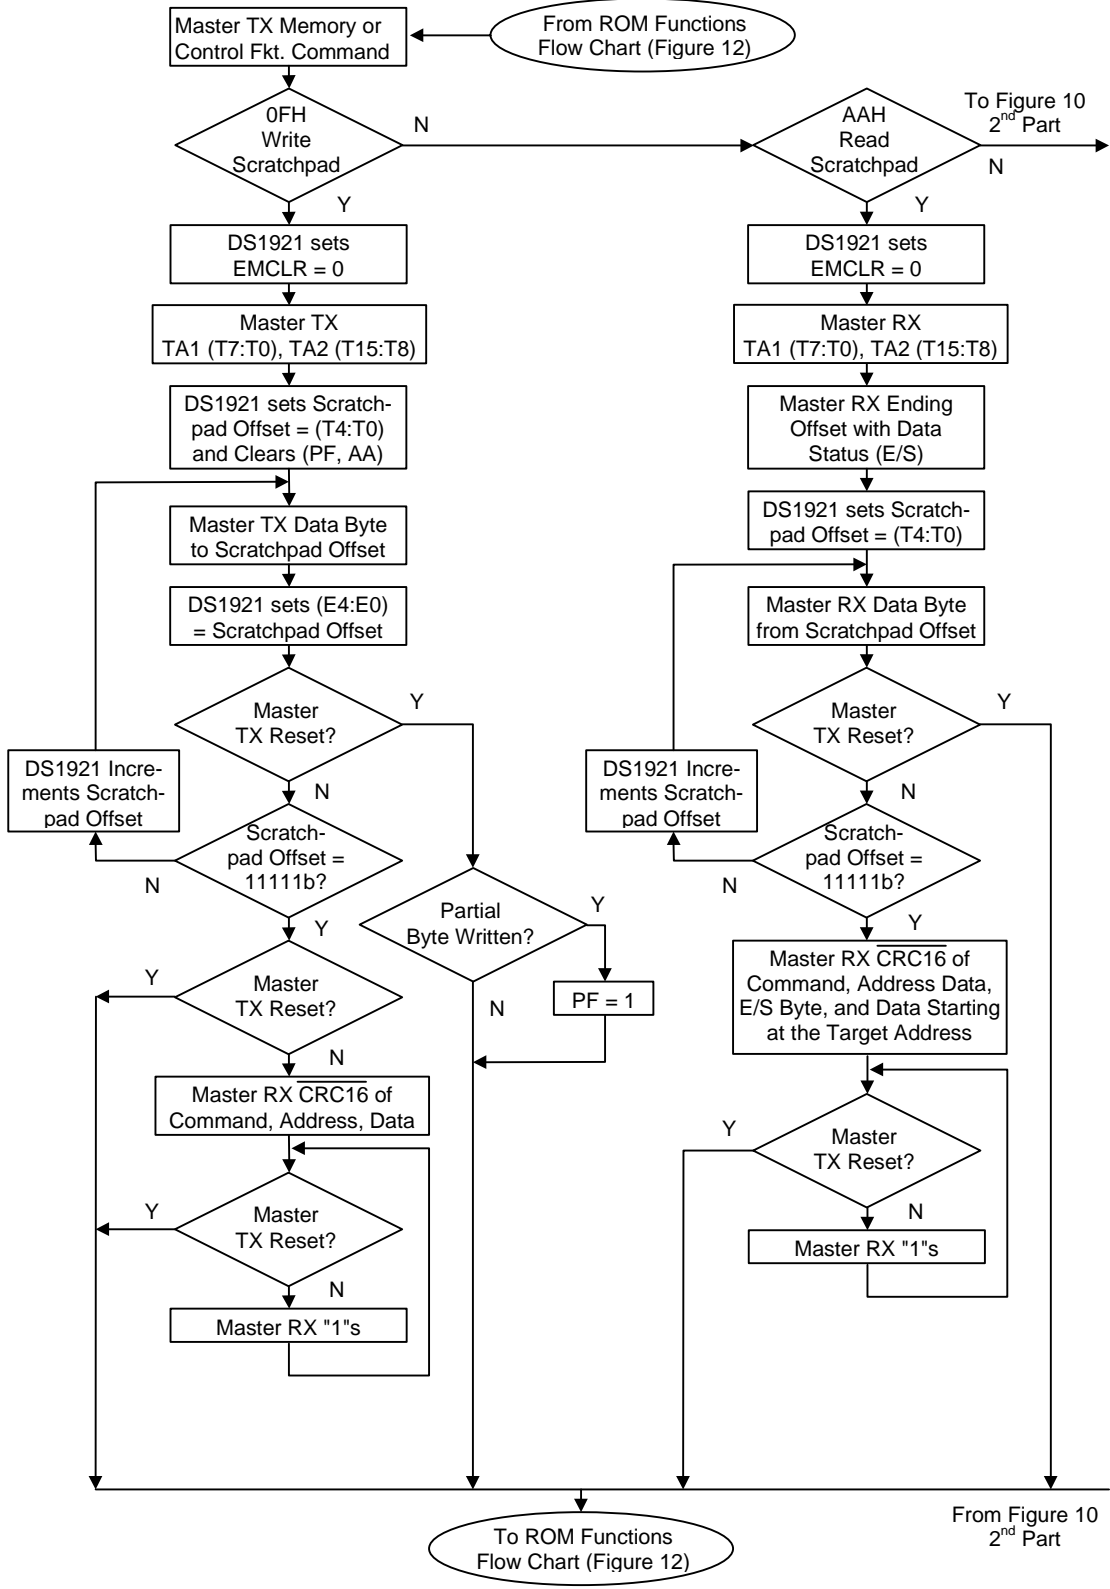 Master TX Memory or
Control Fkt. Command
From ROM Functions
Flow Chart (Figure 12)
0FH
Write
Scratchpad
N
Y
AAH
Read
Scratchpad
To Figure 10
2nd Part
N
Y
DS1921 sets
EMCLR = 0
Master TX
TA1 (T7:T0), TA2 (T15:T8)
DS1921 sets Scratch-
pad Offset = (T4:T0)
and Clears (PF, AA)
Master TX Data Byte
to Scratchpad Offset
DS1921 sets (E4:E0)
= Scratchpad Offset
Master
TX Reset?
Y
N
DS1921 Incre-
ments Scratch-
pad Offset
Scratch-
pad Offset =
11111b?
N
Y
Partial
Byte Written?
Y
N
PF = 1
Master
TX Reset?
Y
N
Master RX CRC16 of
Command, Address, Data
Master
TX Reset?
Y
N
Master RX "1"s
DS1921 sets
EMCLR = 0
Master RX
TA1 (T7:T0), TA2 (T15:T8)
Master RX Ending
Offset with Data
Status (E/S)
DS1921 sets Scratch-
pad Offset = (T4:T0)
Master RX Data Byte
from Scratchpad Offset
Master
TX Reset?
Y
N
DS1921 Incre-
ments Scratch-
pad Offset
Scratch-
pad Offset =
11111b?
N
Y
Master RX CRC16 of
Command, Address Data,
E/S Byte, and Data Starting
at the Target Address
Master
TX Reset?
Y
N
Master RX "1"s
To ROM Functions
Flow Chart (Figure 12)
From Figure 10
2nd Part